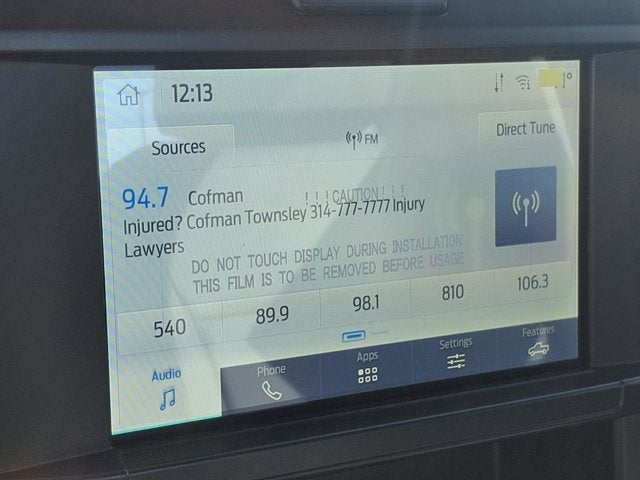 12:13
Sources
FM
Direct Tune
94.7 Cofman
! ! ! CAUTION ! ! !
Injured? Cofman Townsley 314-777-7777 Injury
Lawyers
DO NOT TOUCH DISPLAY DURING INSTALLATION
THIS FILM IS TO BE REMOVED BEFORE USAGE
540 89.9 98.1 810 106.3
Audio Phone Apps Settings Features